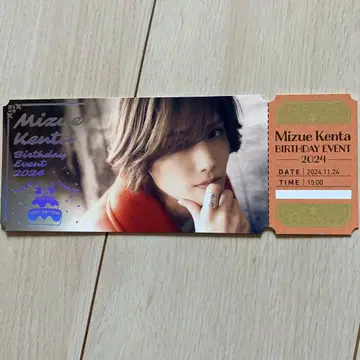 Mizue
Kenta
Birthday
Event
2024
Mizue Kenta
BIRTHDAY EVENT
2024
DATE 2024.11.24
TIME 15:00